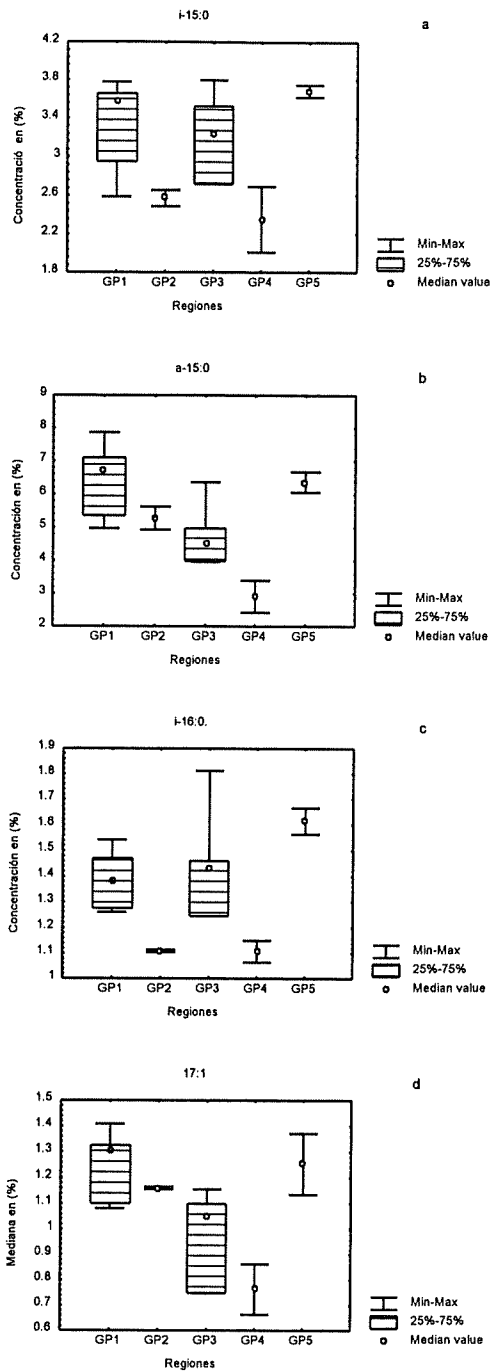 i-15:0
a
4.2
3.8
3.4
3
2.6
2.2
1.8
Concentració en (%)
GP1 GP2 GP3 GP4 GP5
Regiones
Min-Max
25%-75%
Median value
a-15:0
b
9
8
7
6
5
4
3
2
Concentración en (%)
GP1 GP2 GP3 GP4 GP5
Regiones
Min-Max
25%-75%
Median value
i-16:0.
c
1.9
1.8
1.7
1.6
1.5
1.4
1.3
1.2
1.1
1
Concentración en (%)
GP1 GP2 GP3 GP4 GP5
Regiones
Min-Max
25%-75%
Median value
17:1
d
1.5
1.4
1.3
1.2
1.1
1
0.9
0.8
0.7
0.6
Mediana en (%)
GP1 GP2 GP3 GP4 GP5
Regiones
Min-Max
25%-75%
Median value